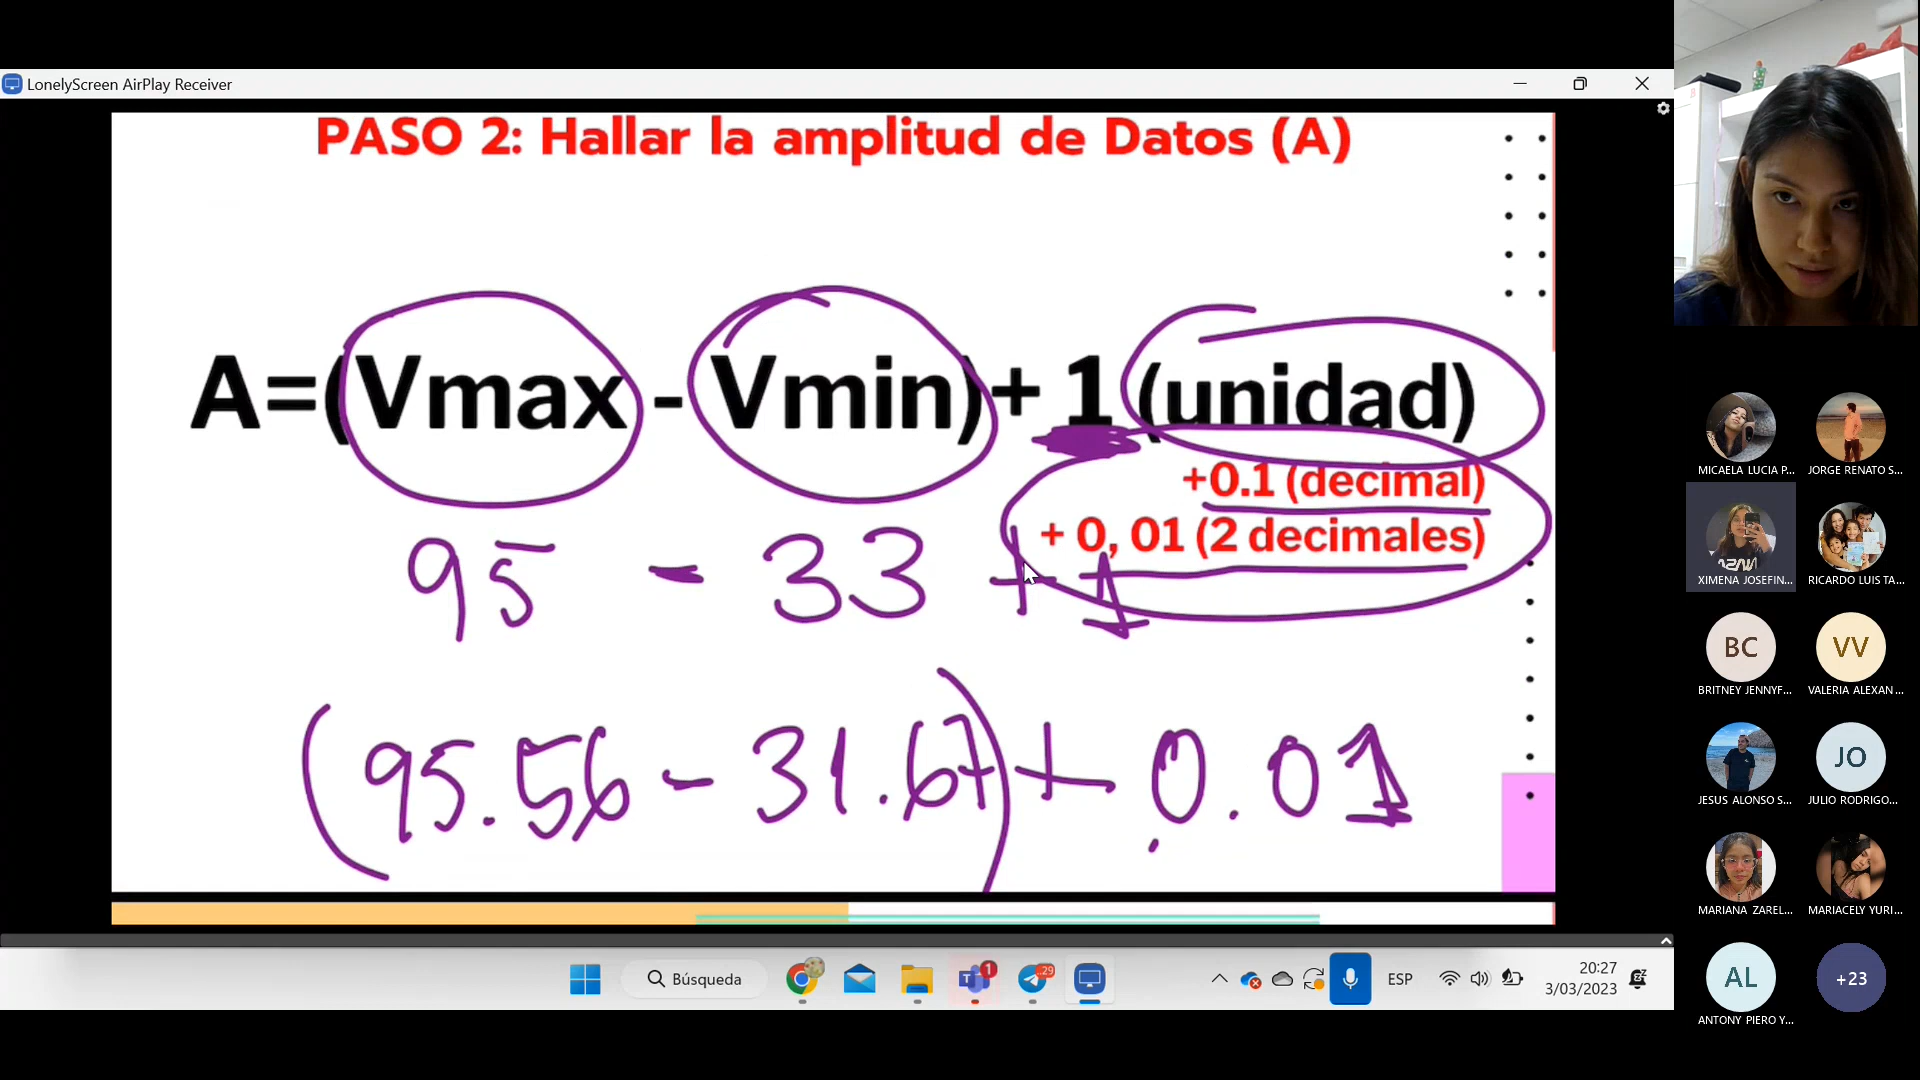 LonelyScreen AirPlay Receiver
PASO 2: Hallar la amplitud de Datos (A)
A=(Vmax - Vmin)+ 1 (unidad)
+0.1 (decimal)
+ 0, 01 (2 decimales)
95 - 33 + 1
(95.56 - 31.67) + 0.01
MICAELA LUCIA P...
JORGE RENATO S...
XIMENA JOSEFIN...
RICARDO LUIS TA...
BC
VV
BRITNEY JENNYF...
VALERIA ALEXAN...
JO
JESUS ALONSO S...
JULIO RODRIGO...
MARIANA ZAREL...
MARIACELY YURI...
AL
+23
ANTONY PIERO Y...
Búsqueda
1
..29
ESP
20:27
3/03/2023